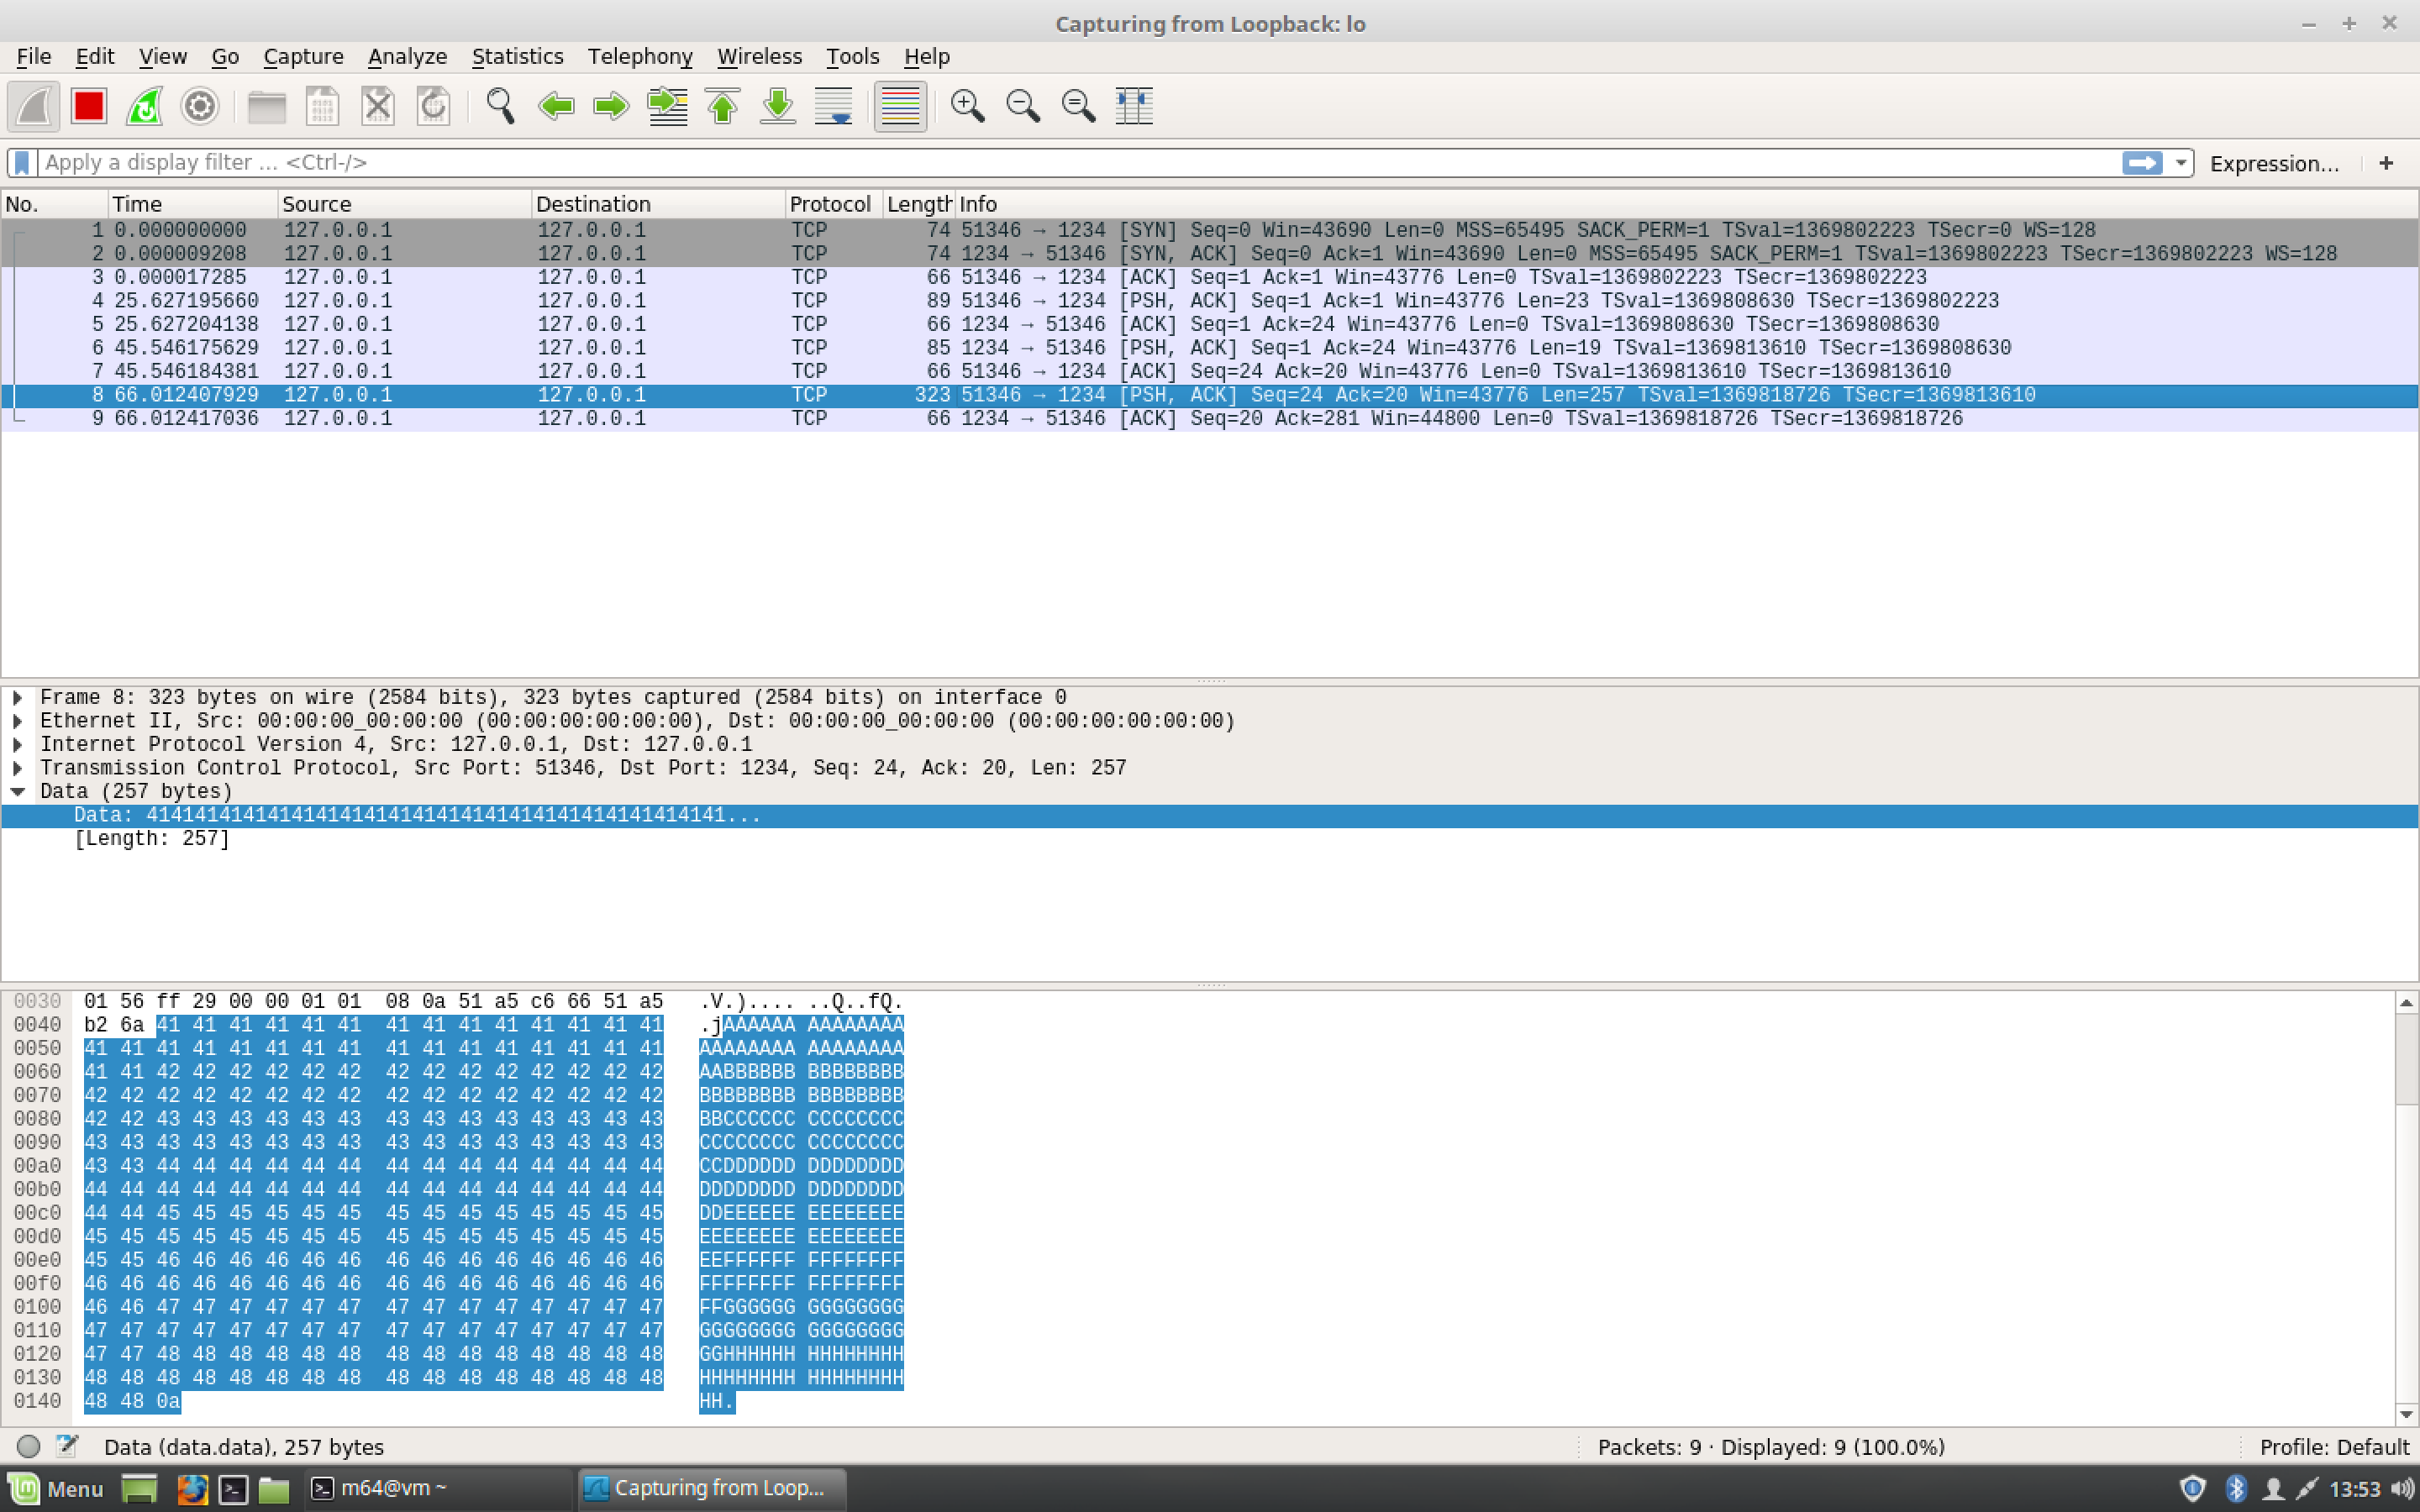 Capturing from Loopback: lo
File Edit View Go Capture Analyze Statistics Telephony Wireless Tools Help
Apply a display filter ... <Ctrl-/> Expression... +
No. Time Source Destination Protocol Length Info
1 0.000000000 127.0.0.1 127.0.0.1 TCP 74 51346 → 1234 [SYN] Seq=0 Win=43690 Len=0 MSS=65495 SACK_PERM=1 TSval=1369802223 TSecr=0 WS=128
2 0.000009208 127.0.0.1 127.0.0.1 TCP 74 1234 → 51346 [SYN, ACK] Seq=0 Ack=1 Win=43690 Len=0 MSS=65495 SACK_PERM=1 TSval=1369802223 TSecr=1369802223 WS=128
3 0.000017285 127.0.0.1 127.0.0.1 TCP 66 51346 → 1234 [ACK] Seq=1 Ack=1 Win=43776 Len=0 TSval=1369802223 TSecr=1369802223
4 25.627195660 127.0.0.1 127.0.0.1 TCP 89 51346 → 1234 [PSH, ACK] Seq=1 Ack=1 Win=43776 Len=23 TSval=1369808630 TSecr=1369802223
5 25.627204138 127.0.0.1 127.0.0.1 TCP 66 1234 → 51346 [ACK] Seq=1 Ack=24 Win=43776 Len=0 TSval=1369808630 TSecr=1369808630
6 45.546175629 127.0.0.1 127.0.0.1 TCP 85 1234 → 51346 [PSH, ACK] Seq=1 Ack=24 Win=43776 Len=19 TSval=1369813610 TSecr=1369808630
7 45.546184381 127.0.0.1 127.0.0.1 TCP 66 51346 → 1234 [ACK] Seq=24 Ack=20 Win=43776 Len=0 TSval=1369813610 TSecr=1369813610
8 66.012407929 127.0.0.1 127.0.0.1 TCP 323 51346 → 1234 [PSH, ACK] Seq=24 Ack=20 Win=43776 Len=257 TSval=1369818726 TSecr=1369813610
9 66.012417036 127.0.0.1 127.0.0.1 TCP 66 1234 → 51346 [ACK] Seq=20 Ack=281 Win=44800 Len=0 TSval=1369818726 TSecr=1369818726
Frame 8: 323 bytes on wire (2584 bits), 323 bytes captured (2584 bits) on interface 0
Ethernet II, Src: 00:00:00_00:00:00 (00:00:00:00:00:00), Dst: 00:00:00_00:00:00 (00:00:00:00:00:00)
Internet Protocol Version 4, Src: 127.0.0.1, Dst: 127.0.0.1
Transmission Control Protocol, Src Port: 51346, Dst Port: 1234, Seq: 24, Ack: 20, Len: 257
Data (257 bytes)
Data: 414141414141414141414141414141414141414141414141...
[Length: 257]
0030 01 56 ff 29 00 00 01 01 08 0a 51 a5 c6 66 51 a5 .V.).... ..Q..fQ.
0040 b2 6a 41 41 41 41 41 41 41 41 41 41 41 41 41 41 .jAAAAAA AAAAAAAA
0050 41 41 41 41 41 41 41 41 41 41 41 41 41 41 41 41 AAAAAAAA AAAAAAAA
0060 41 41 42 42 42 42 42 42 42 42 42 42 42 42 42 42 AABBBBBB BBBBBBBB
0070 42 42 42 42 42 42 42 42 42 42 42 42 42 42 42 42 BBBBBBBB BBBBBBBB
0080 42 42 43 43 43 43 43 43 43 43 43 43 43 43 43 43 BBCCCCCC CCCCCCCC
0090 43 43 43 43 43 43 43 43 43 43 43 43 43 43 43 43 CCCCCCCC CCCCCCCC
00a0 43 43 44 44 44 44 44 44 44 44 44 44 44 44 44 44 CCDDDDDD DDDDDDDD
00b0 44 44 44 44 44 44 44 44 44 44 44 44 44 44 44 44 DDDDDDDD DDDDDDDD
00c0 44 44 45 45 45 45 45 45 45 45 45 45 45 45 45 45 DDEEEEEE EEEEEEEE
00d0 45 45 45 45 45 45 45 45 45 45 45 45 45 45 45 45 EEEEEEEE EEEEEEEE
00e0 45 45 46 46 46 46 46 46 46 46 46 46 46 46 46 46 EEFFFFFF FFFFFFFF
00f0 46 46 46 46 46 46 46 46 46 46 46 46 46 46 46 46 FFFFFFFF FFFFFFFF
0100 46 46 47 47 47 47 47 47 47 47 47 47 47 47 47 47 FFGGGGGG GGGGGGGG
0110 47 47 47 47 47 47 47 47 47 47 47 47 47 47 47 47 GGGGGGGG GGGGGGGG
0120 47 47 48 48 48 48 48 48 48 48 48 48 48 48 48 48 GGHHHHHH HHHHHHHH
0130 48 48 48 48 48 48 48 48 48 48 48 48 48 48 48 48 HHHHHHHH HHHHHHHH
0140 48 48 0a HH.
Data (data.data), 257 bytes Packets: 9 · Displayed: 9 (100.0%) Profile: Default
Menu m64@vm ~ Capturing from Loop... 13:53